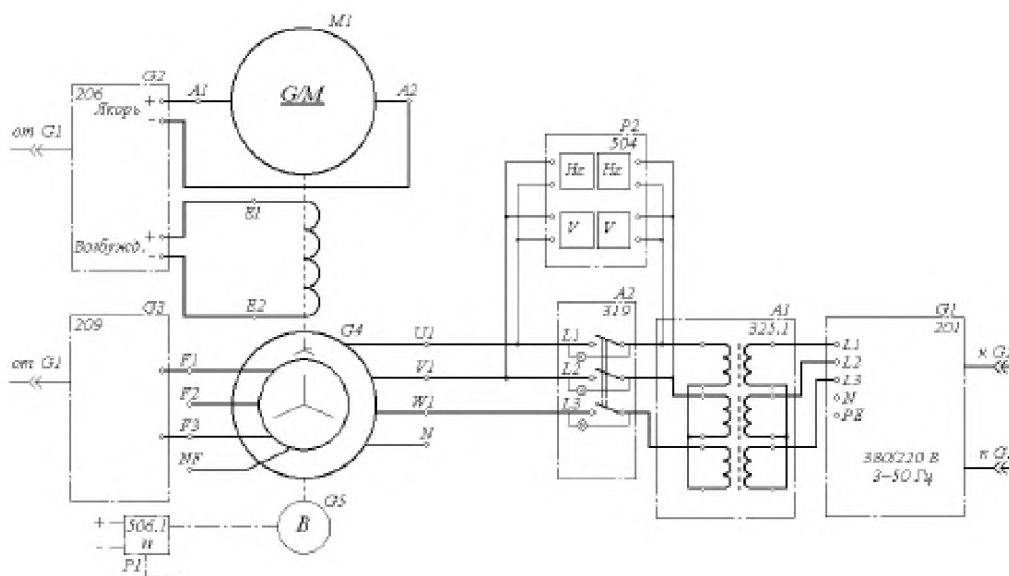 M1
G2
206
A1
G/M
A2
+
Якорь
-
от G1
P2
504
Hz Hz
V V
E1
+
Возбужд.
-
E2
G3
209
от G1
F1
F2
F3
NF
G4
U1
V1
W1
N
A2
319
L1
L2
L3
A1
325.1
G1
201
L1
L2
L3
N
PE
380/220 В
3~50 Гц
к G
к G
G5
B
+
-
506.1
n
P1